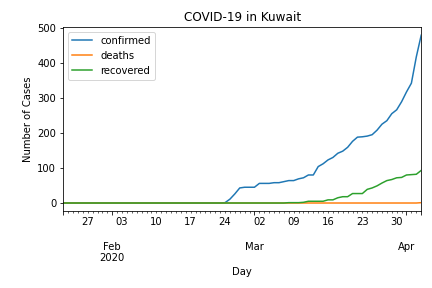 COVID-19 in Kuwait
confirmed
deaths
recovered
Number of Cases
500
400
300
200
100
0
27 03 10 17 24 02 09 16 23 30
Feb Mar Apr
2020
Day